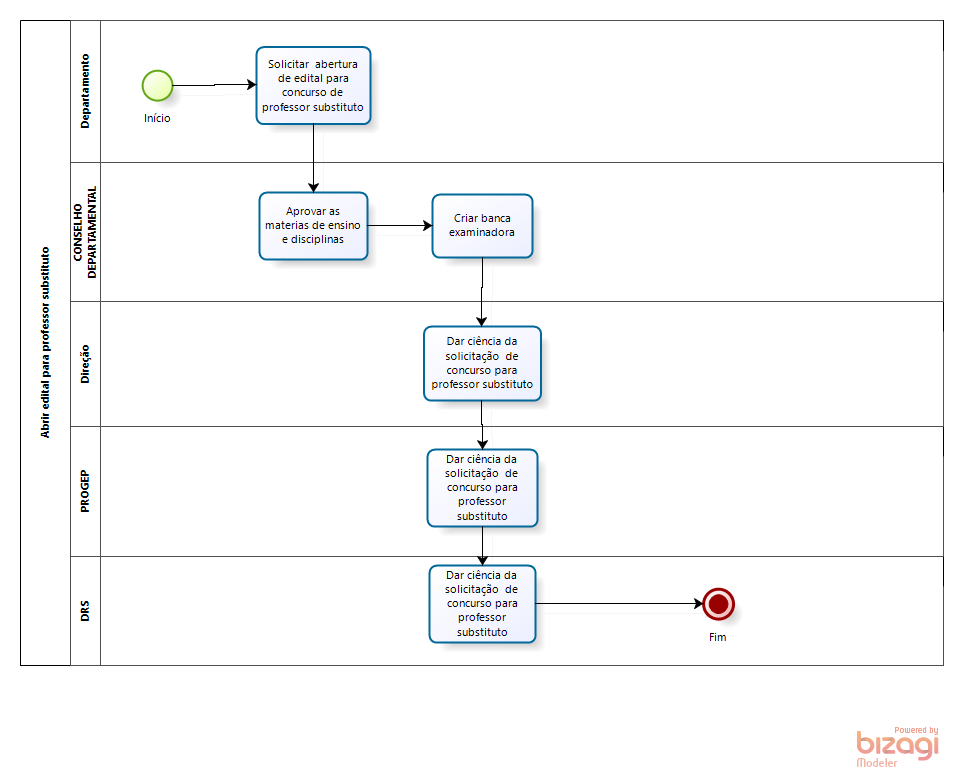 Abrir edital para professor substituto
Departamento
Início
Solicitar abertura
de edital para
concurso de
professor substituto
CONSELHO
DEPARTAMENTAL
Aprovar as
materias de ensino
e disciplinas
Criar banca
examinadora
Direção
Dar ciência da
solicitação de
concurso para
professor substituto
PROGEP
Dar ciência da
solicitação de
concurso para
professor
substituto
DRS
Dar ciência da
solicitação de
concurso para
professor
substituto
Fim
Powered by
bizagi
Modeler